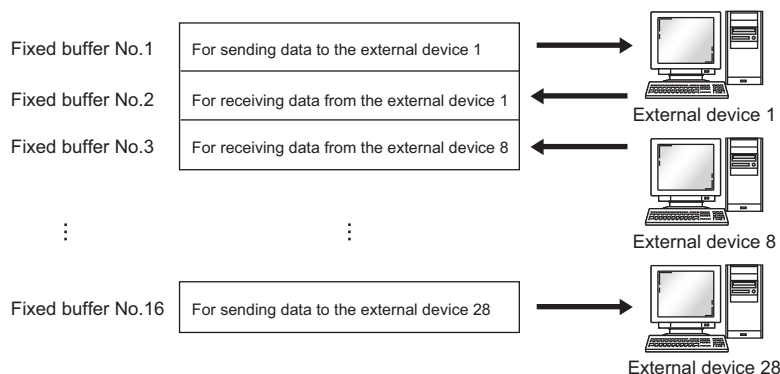 Fixed buffer No.1
For sending data to the external device 1
Fixed buffer No.2
For receiving data from the external device 1
External device 1
Fixed buffer No.3
For receiving data from the external device 8
External device 8
⋮ ⋮
Fixed buffer No.16
For sending data to the external device 28
External device 28